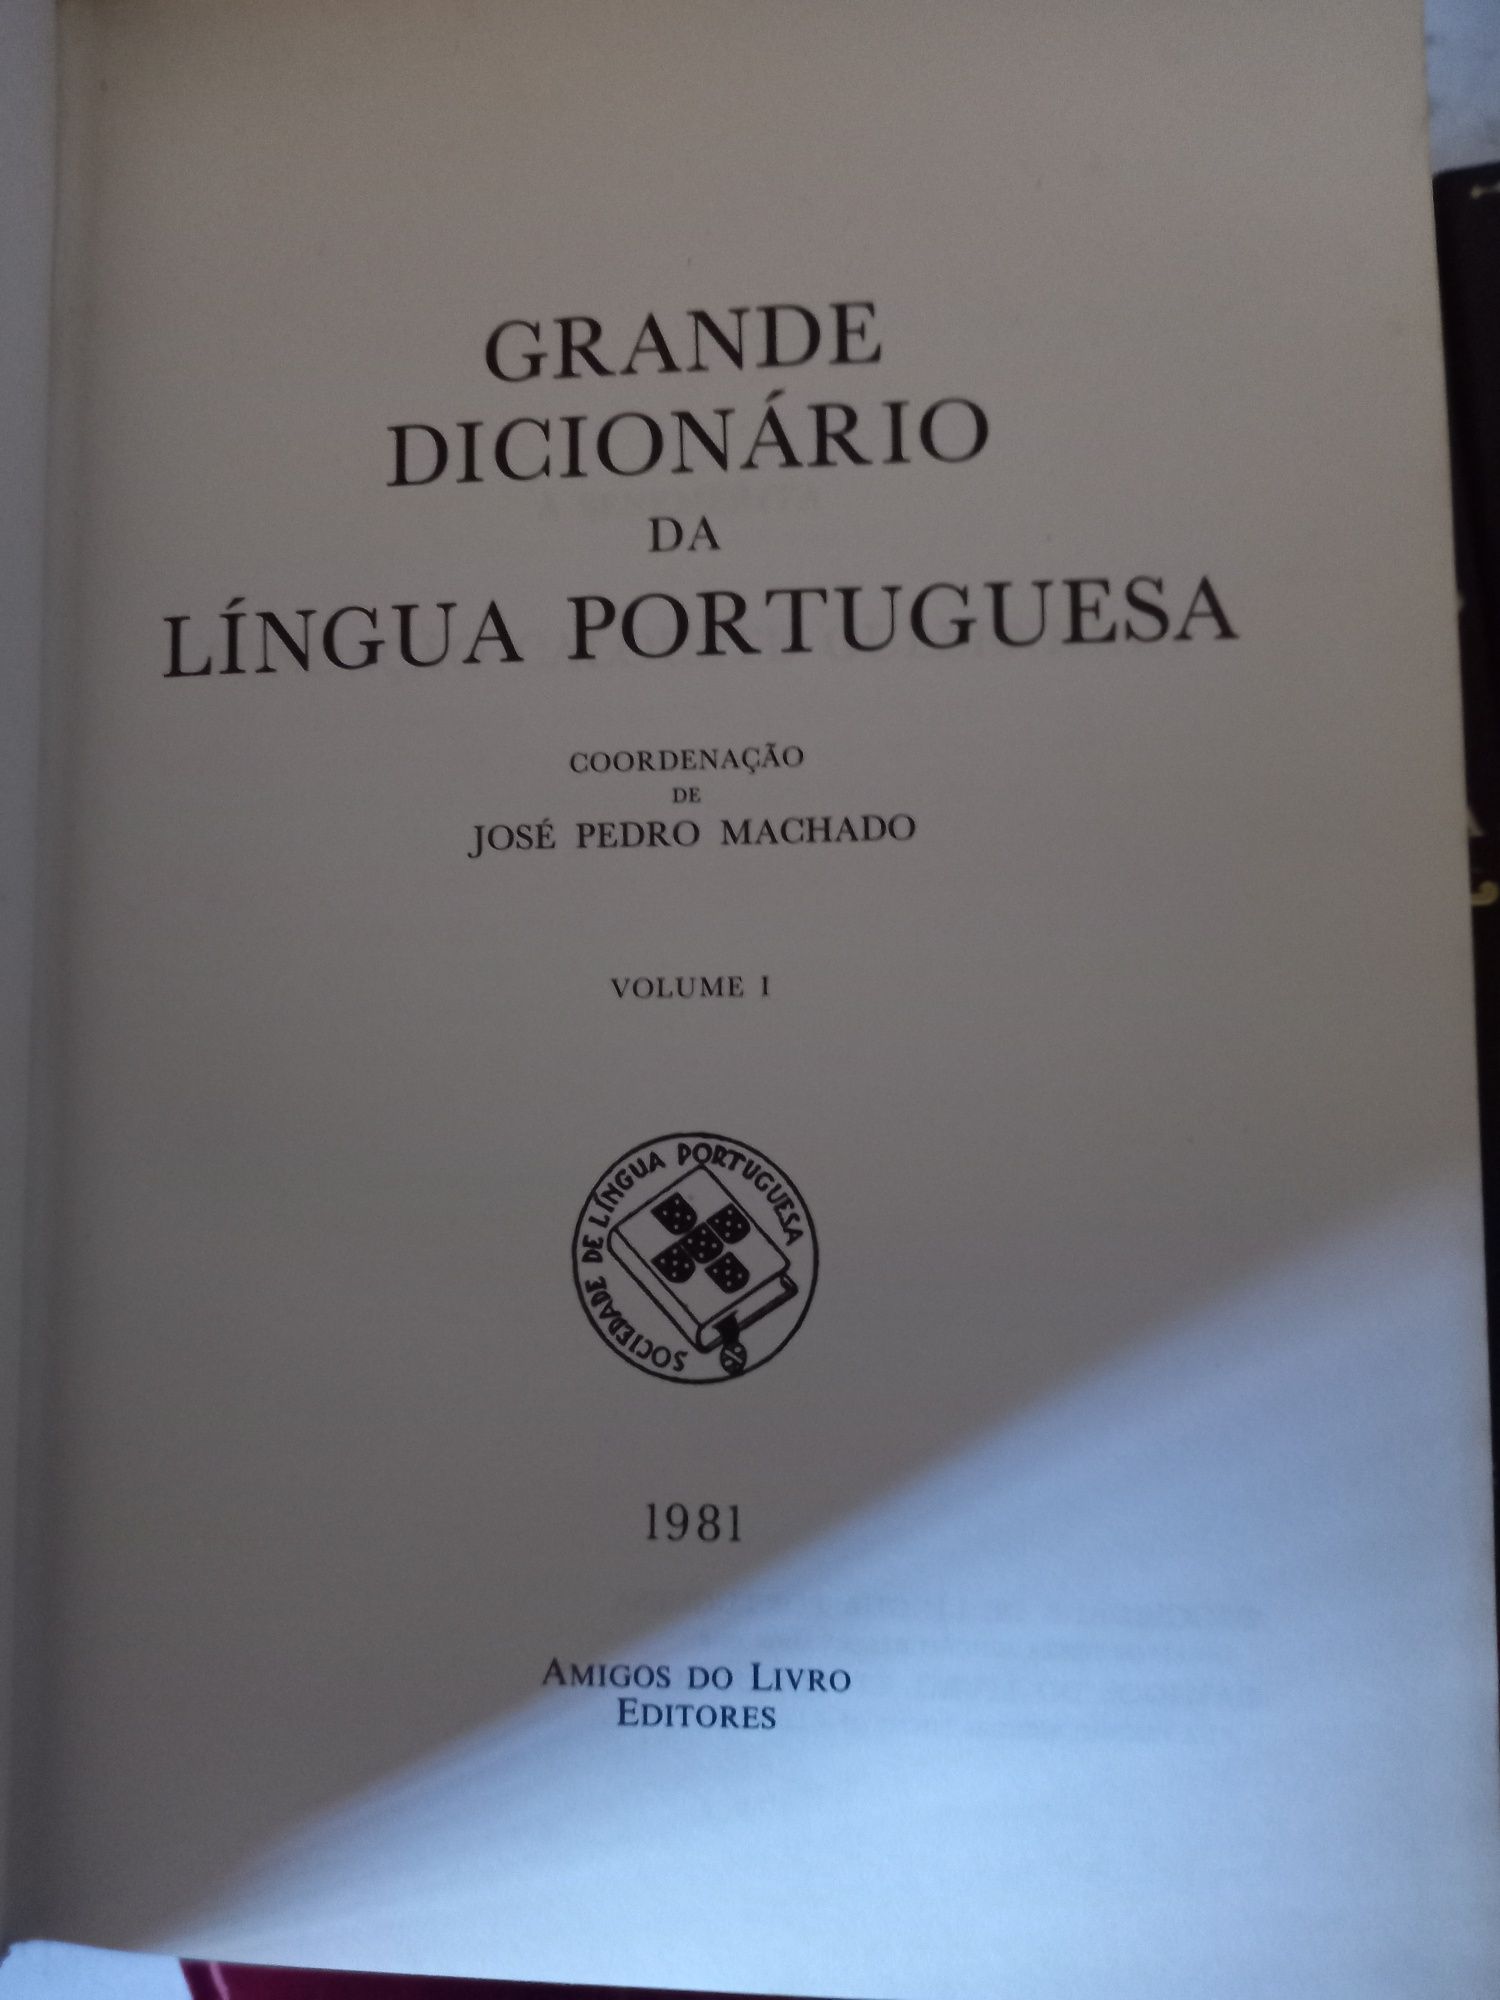 GRANDE
DICIONÁRIO
DA
LÍNGUA PORTUGUESA
COORDENAÇÃO
DE
JOSÉ PEDRO MACHADO
VOLUME I
SOCIEDADE DE LÍNGUA PORTUGUESA
1981
AMIGOS DO LIVRO
EDITORES